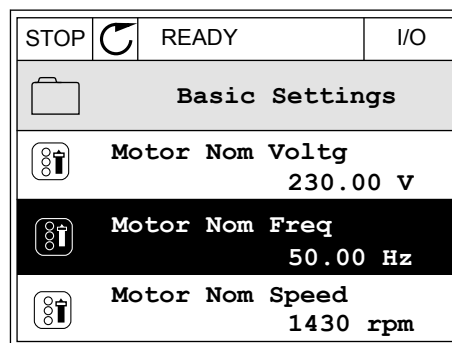 STOP READY I/O
Basic Settings
Motor Nom Voltg
230.00 V
Motor Nom Freq
50.00 Hz
Motor Nom Speed
1430 rpm